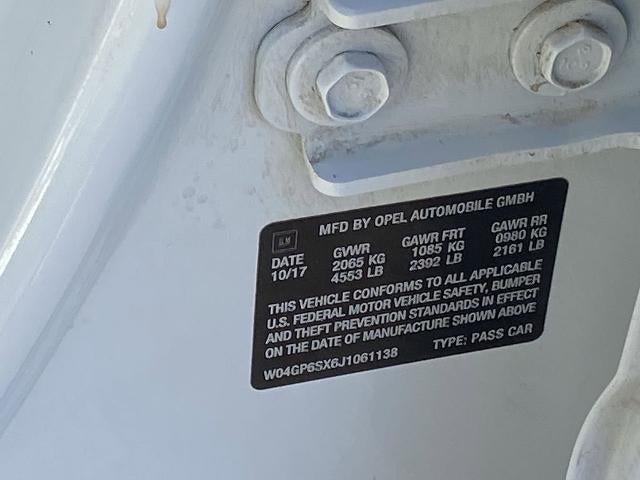 GM
MFD BY OPEL AUTOMOBILE GMBH
DATE GVWR GAWR FRT GAWR RR
10/17 2065 KG 1085 KG 0980 KG
4553 LB 2392 LB 2161 LB
THIS VEHICLE CONFORMS TO ALL APPLICABLE
U.S. FEDERAL MOTOR VEHICLE SAFETY, BUMPER
AND THEFT PREVENTION STANDARDS IN EFFECT
ON THE DATE OF MANUFACTURE SHOWN ABOVE
W04GP6SX6J1061138 TYPE: PASS CAR